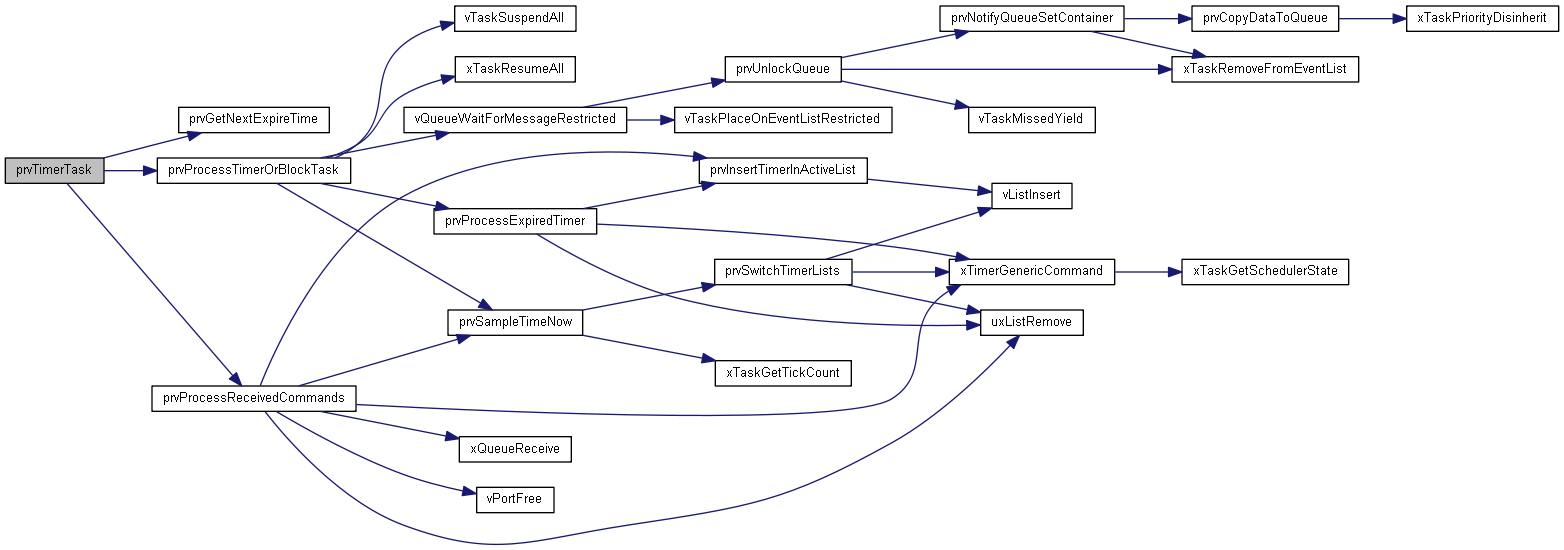 prvTimerTask
prvGetNextExpireTime
prvProcessTimerOrBlockTask
prvProcessReceivedCommands
vTaskSuspendAll
xTaskResumeAll
vQueueWaitForMessageRestricted
prvProcessExpiredTimer
prvSampleTimeNow
xQueueReceive
vPortFree
prvUnlockQueue
vTaskPlaceOnEventListRestricted
prvInsertTimerInActiveList
prvSwitchTimerLists
xTaskGetTickCount
prvNotifyQueueSetContainer
vTaskMissedYield
vListInsert
xTimerGenericCommand
uxListRemove
prvCopyDataToQueue
xTaskRemoveFromEventList
xTaskGetSchedulerState
xTaskPriorityDisinherit